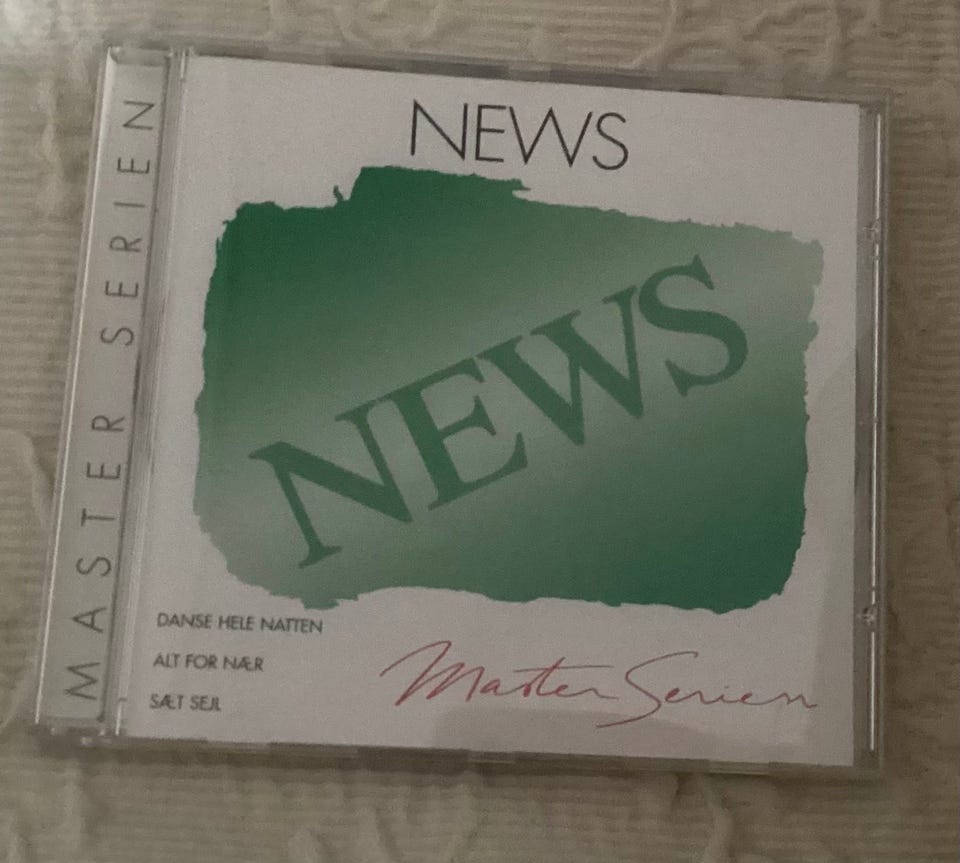 MASTER SERIEN
NEWS
NEWS
DANSE HELE NATTEN
ALT FOR NÆR
SÆT SEJL
Master Serien